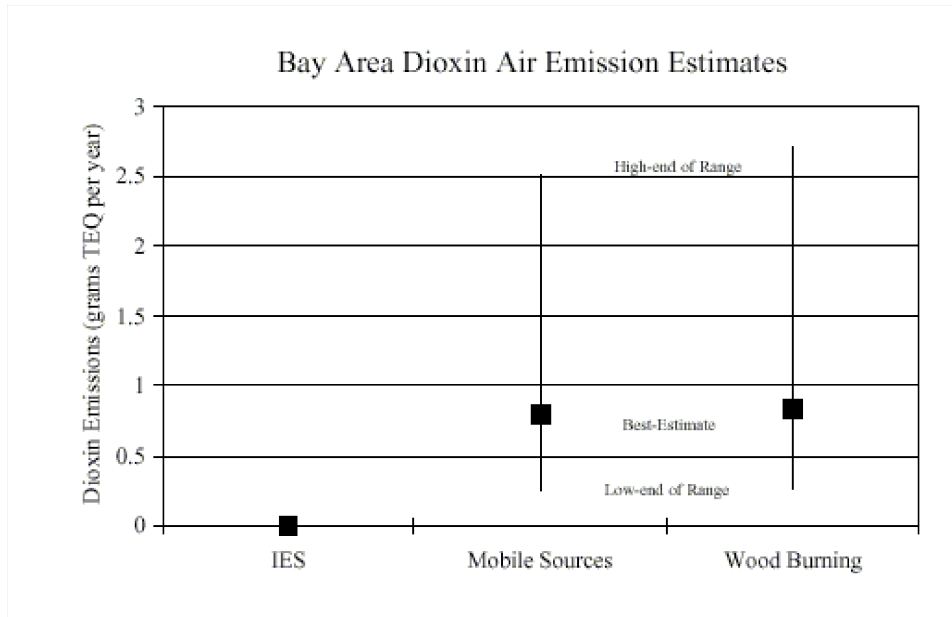 Bay Area Dioxin Air Emission Estimates
Dioxin Emissions (grams TEQ per year)
3
2.5
2
1.5
1
0.5
0
High-end of Range
Best-Estimate
Low-end of Range
IES
Mobile Sources
Wood Burning